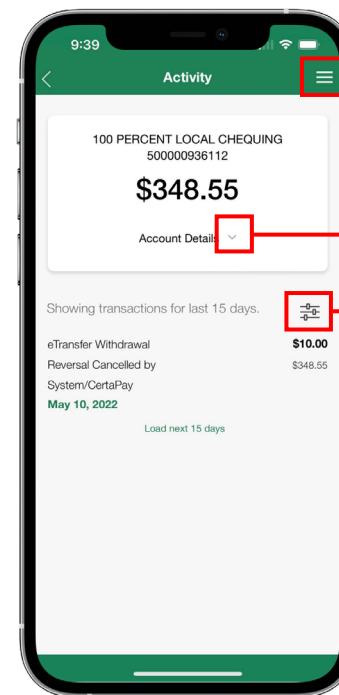 9:39
Activity
100 PERCENT LOCAL CHEQUING
500000936112
$348.55
Account Details
Showing transactions for last 15 days.
eTransfer Withdrawal $10.00
Reversal Cancelled by $348.55
System/CertaPay
May 10, 2022
Load next 15 days